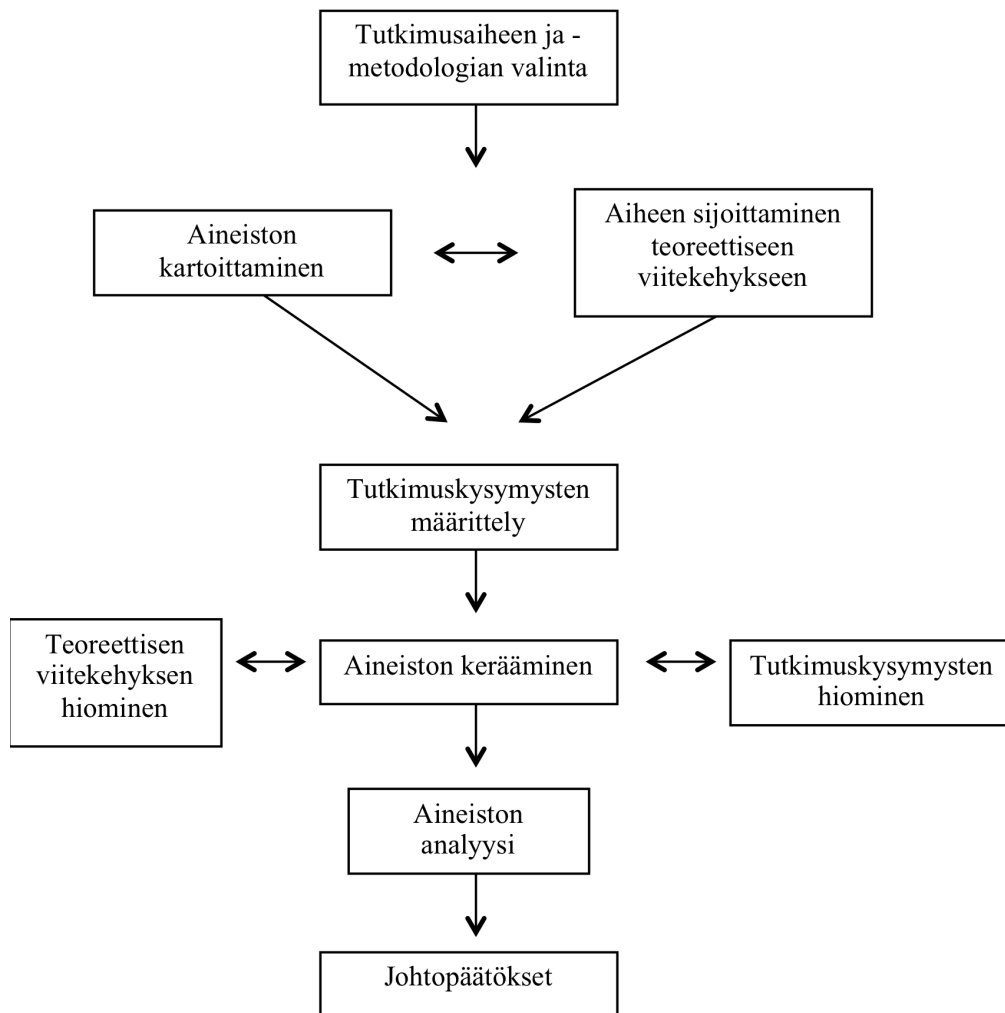 Tutkimusaiheen ja -
metodologian valinta
Aineiston
kartoittaminen
Aiheen sijoittaminen
teoreettiseen
viitekehykseen
Tutkimuskysymysten
määrittely
Teoreettisen
viitekehyksen
hiominen
Aineiston kerääminen
Tutkimuskysymysten
hiominen
Aineiston
analyysi
Johtopäätökset